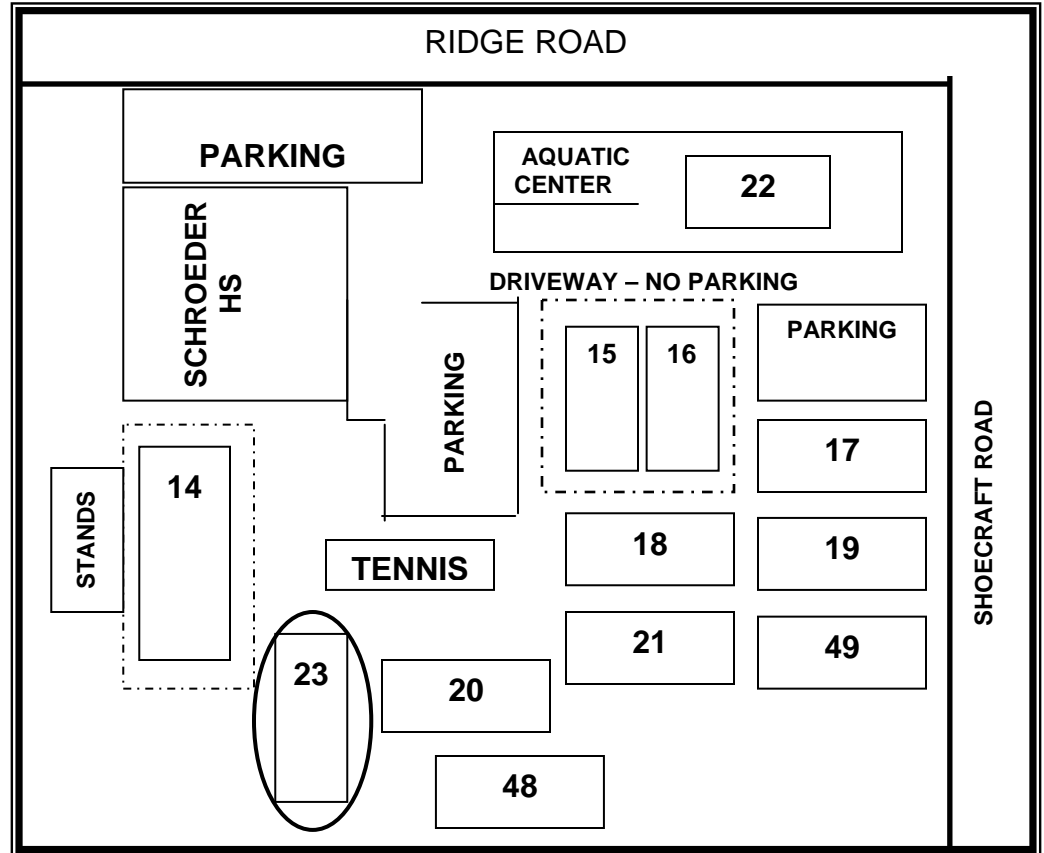 RIDGE ROAD
PARKING
AQUATIC
CENTER
22
SCHROEDER
HS
DRIVEWAY – NO PARKING
PARKING
15
16
PARKING
SHOECRAFT ROAD
17
STANDS
14
18
19
TENNIS
21
49
23
20
48